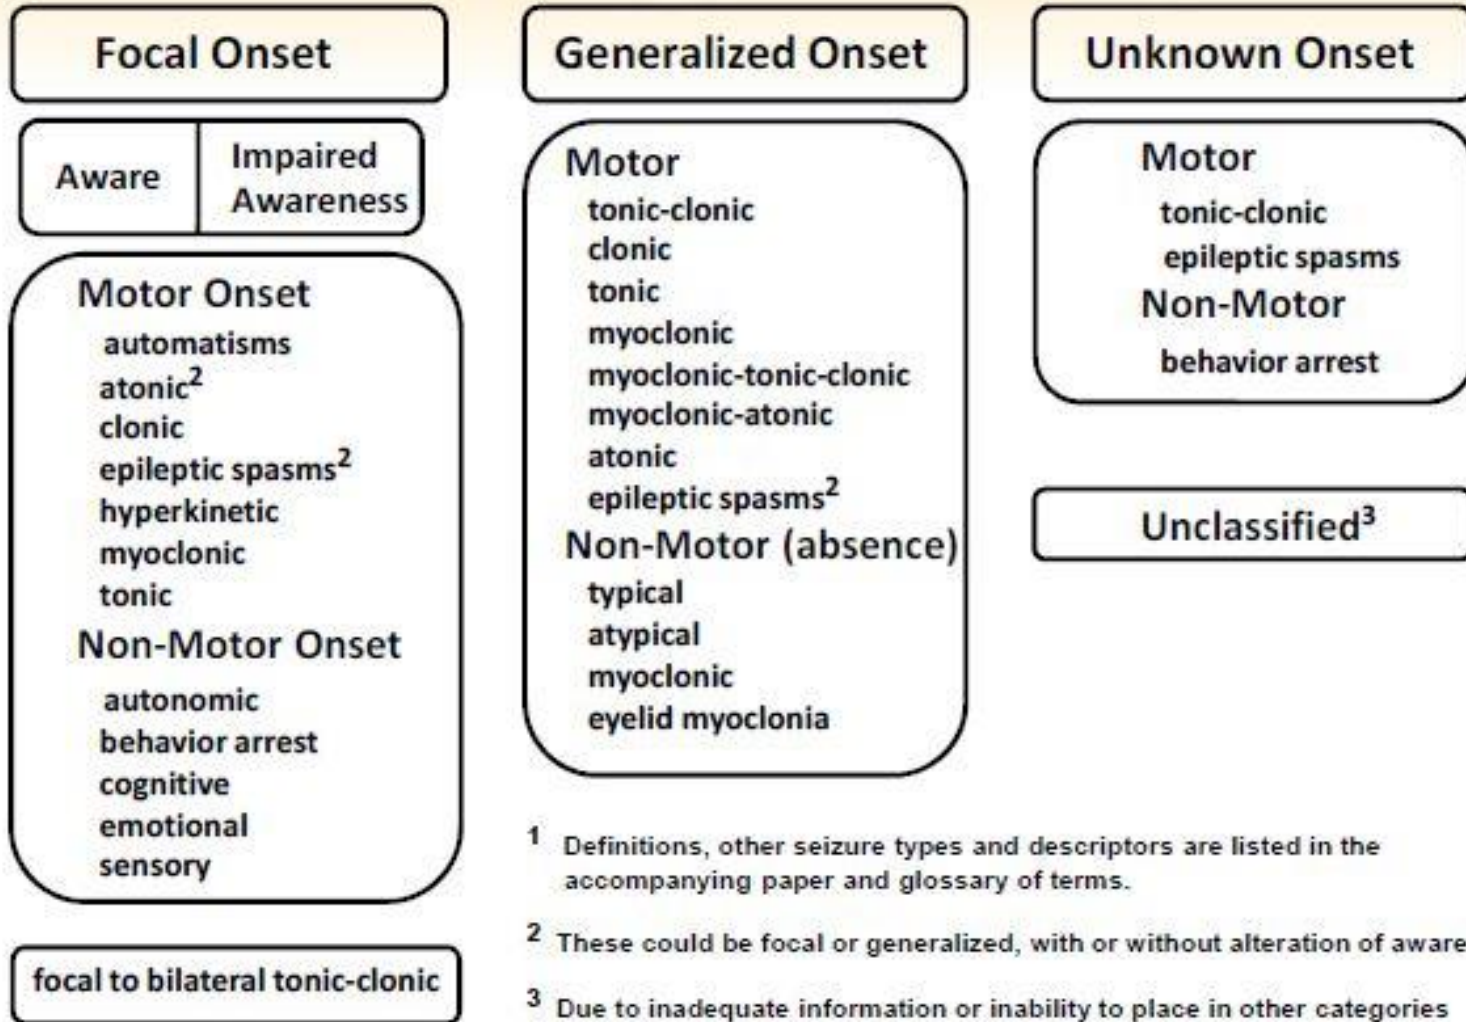 Focal Onset
Aware
Impaired
Awareness
Motor Onset
automatisms
atonic²
clonic
epileptic spasms²
hyperkinetic
myoclonic
tonic
Non-Motor Onset
autonomic
behavior arrest
cognitive
emotional
sensory
focal to bilateral tonic-clonic
Generalized Onset
Motor
tonic-clonic
clonic
tonic
myoclonic
myoclonic-tonic-clonic
myoclonic-atonic
atonic
epileptic spasms²
Non-Motor (absence)
typical
atypical
myoclonic
eyelid myoclonia
Unknown Onset
Motor
tonic-clonic
epileptic spasms
Non-Motor
behavior arrest
Unclassified³
¹ Definitions, other seizure types and descriptors are listed in the
accompanying paper and glossary of terms.
² These could be focal or generalized, with or without alteration of aware
³ Due to inadequate information or inability to place in other categories